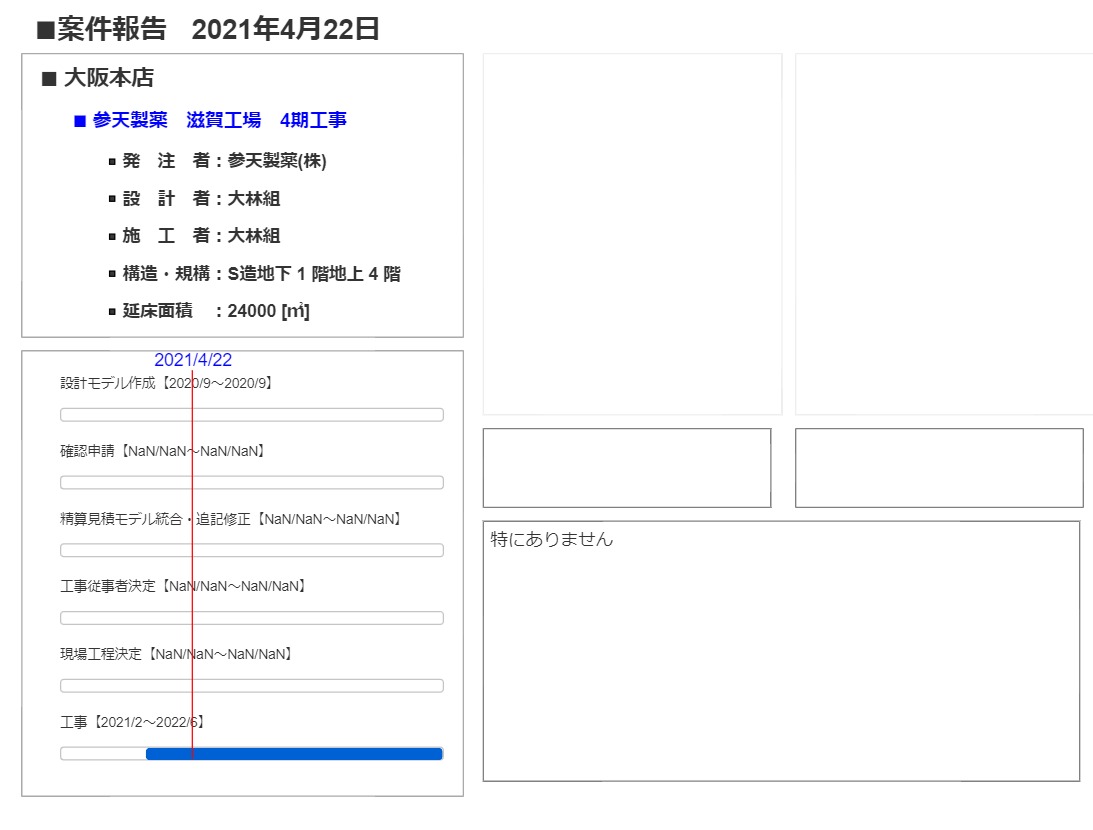 ■案件報告　2021年4月22日
■ 大阪本店
■ 参天製薬　滋賀工場　4期工事
▪ 発　注　者：参天製薬(株)
▪ 設　計　者：大林組
▪ 施　工　者：大林組
▪ 構造・規構：S造地下 1 階地上 4 階
▪ 延床面積　：24000 [㎡]
2021/4/22
設計モデル作成【2020/9～2020/9】
確認申請【NaN/NaN～NaN/NaN】
精算見積モデル統合・追記修正【NaN/NaN～NaN/NaN】
工事従事者決定【NaN/NaN～NaN/NaN】
現場工程決定【NaN/NaN～NaN/NaN】
工事【2021/2～2022/6】
特にありません